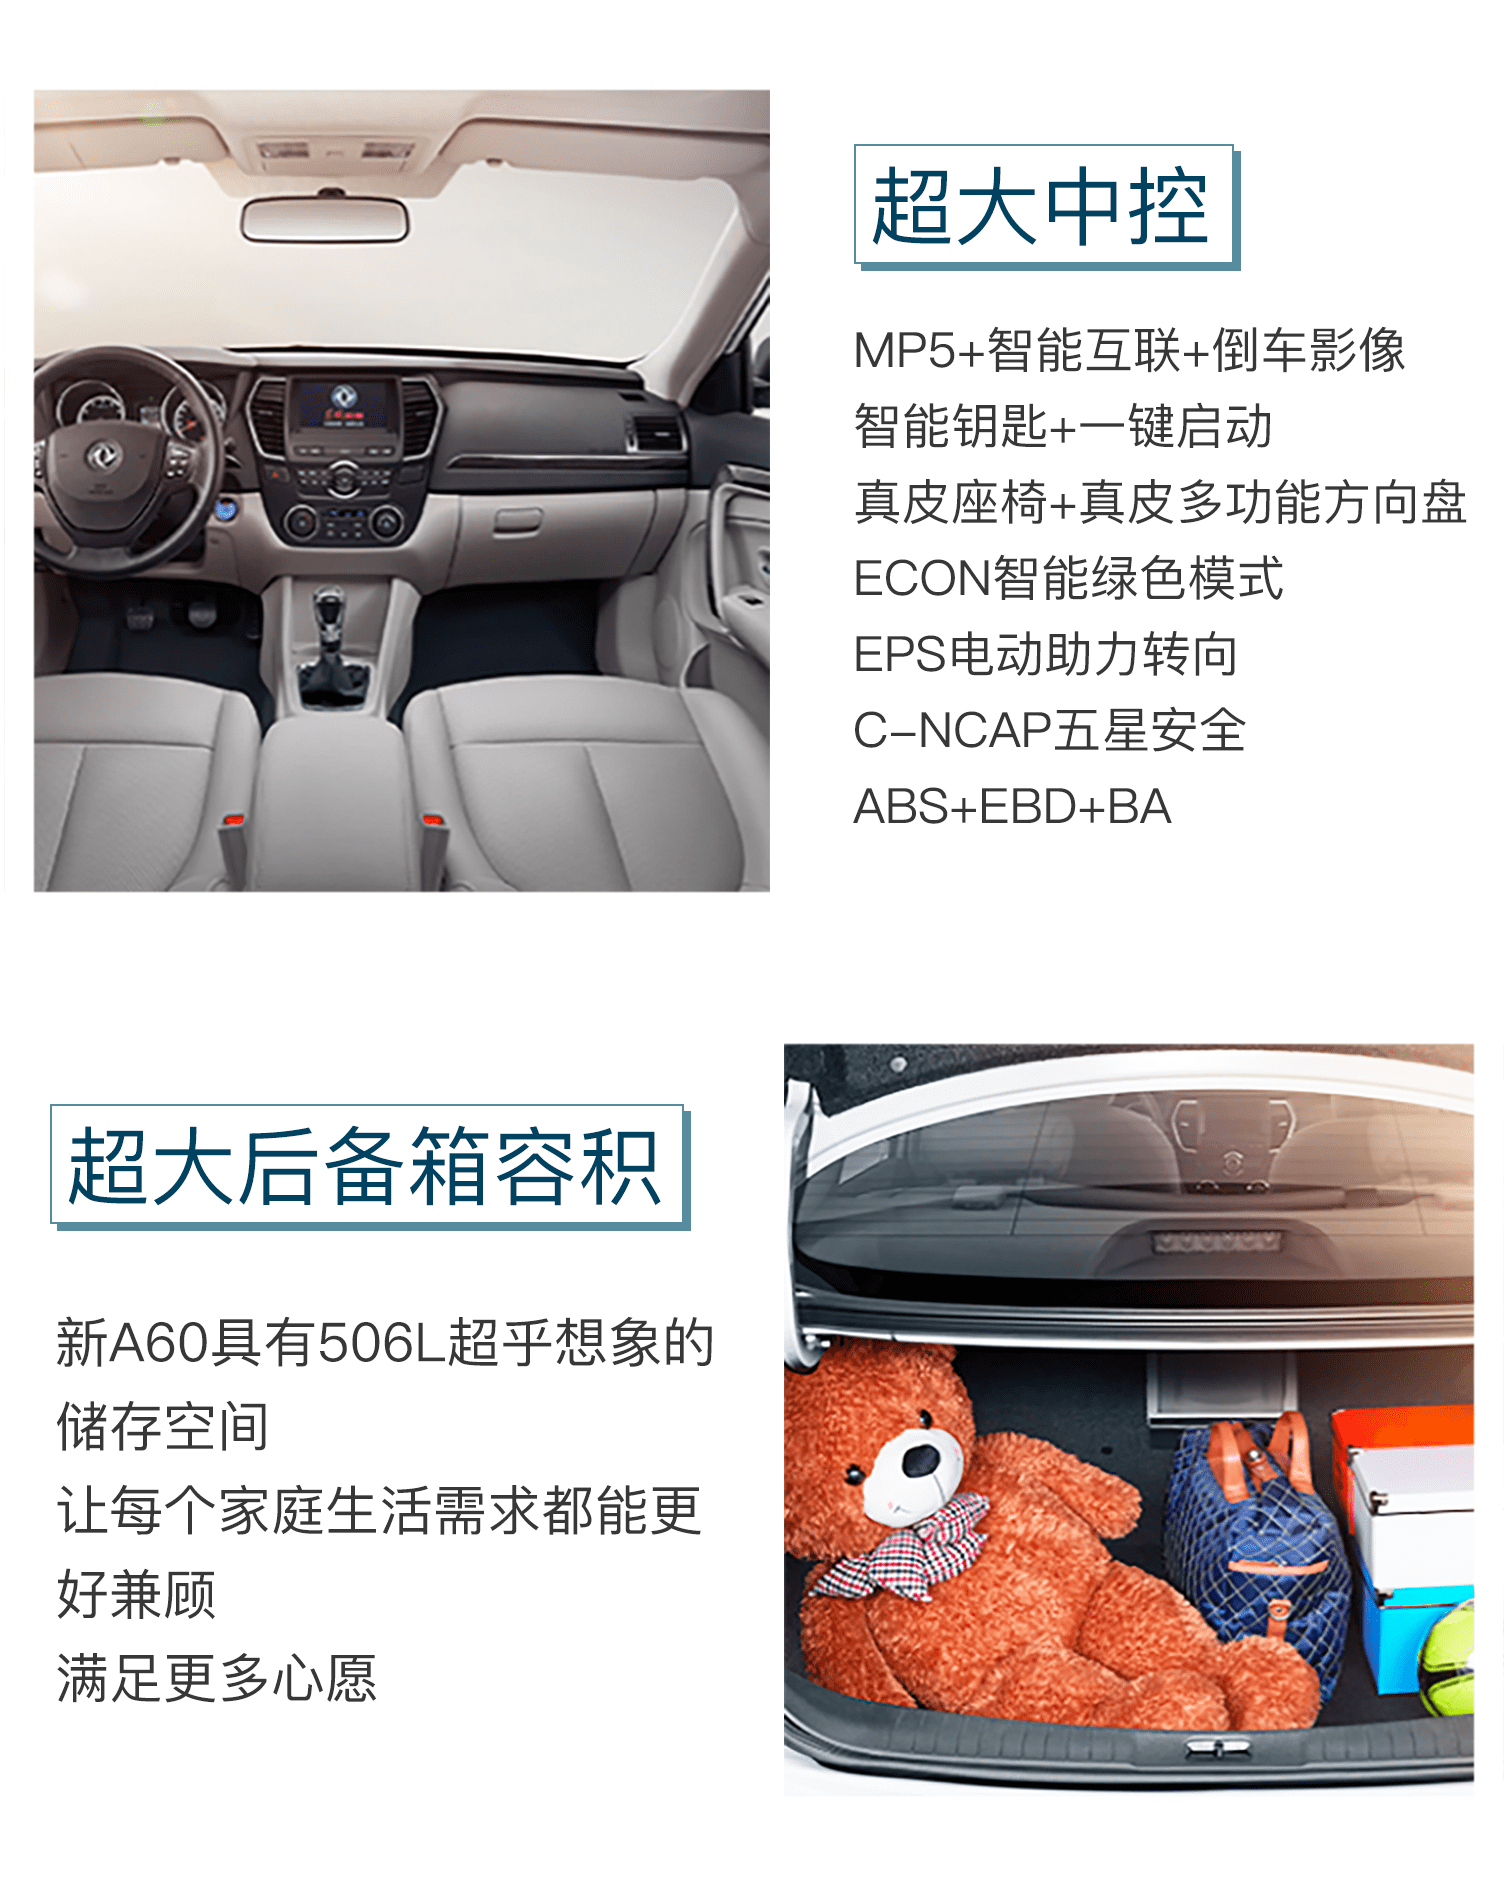 超大中控
MP5+智能互联+倒车影像
智能钥匙+一键启动
真皮座椅+真皮多功能方向盘
ECON智能绿色模式
EPS电动助力转向
C-NCAP五星安全
ABS+EBD+BA
超大后备箱容积
新A60具有506L超乎想象的
储存空间
让每个家庭生活需求都能更
好兼顾
满足更多心愿